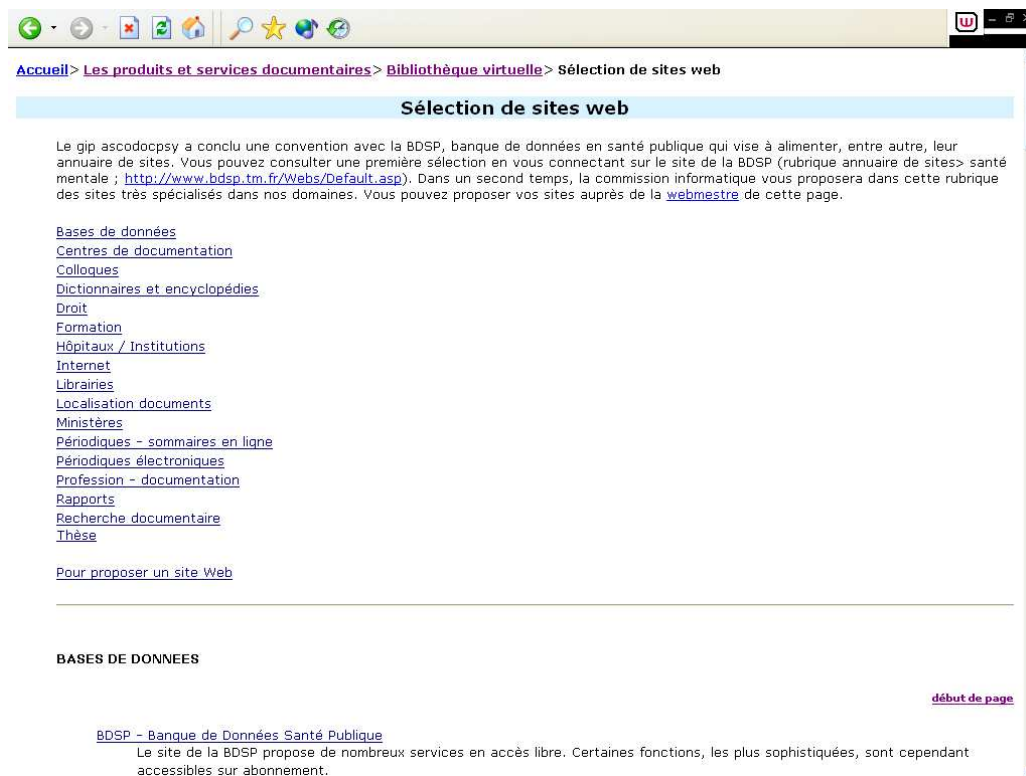 Accueil> Les produits et services documentaires> Bibliothèque virtuelle> Sélection de sites web
Sélection de sites web
Le gip ascodocpsy a conclu une convention avec la BDSP, banque de données en santé publique qui vise à alimenter, entre autre, leur
annuaire de sites. Vous pouvez consulter une première sélection en vous connectant sur le site de la BDSP (rubrique annuaire de sites> santé
mentale ; http://www.bdsp.tm.fr/Webs/Default.asp). Dans un second temps, la commission informatique vous proposera dans cette rubrique
des sites très spécialisés dans nos domaines. Vous pouvez proposer vos sites auprès de la webmestre de cette page.
Bases de données
Centres de documentation
Colloques
Dictionnaires et encyclopédies
Droit
Formation
Hôpitaux / Institutions
Internet
Librairies
Localisation documents
Ministères
Périodiques - sommaires en ligne
Périodiques électroniques
Profession - documentation
Rapports
Recherche documentaire
Thèse
Pour proposer un site Web
BASES DE DONNEES
début de page
BDSP - Banque de Données Santé Publique
Le site de la BDSP propose de nombreux services en accès libre. Certaines fonctions, les plus sophistiquées, sont cependant
accessibles sur abonnement.